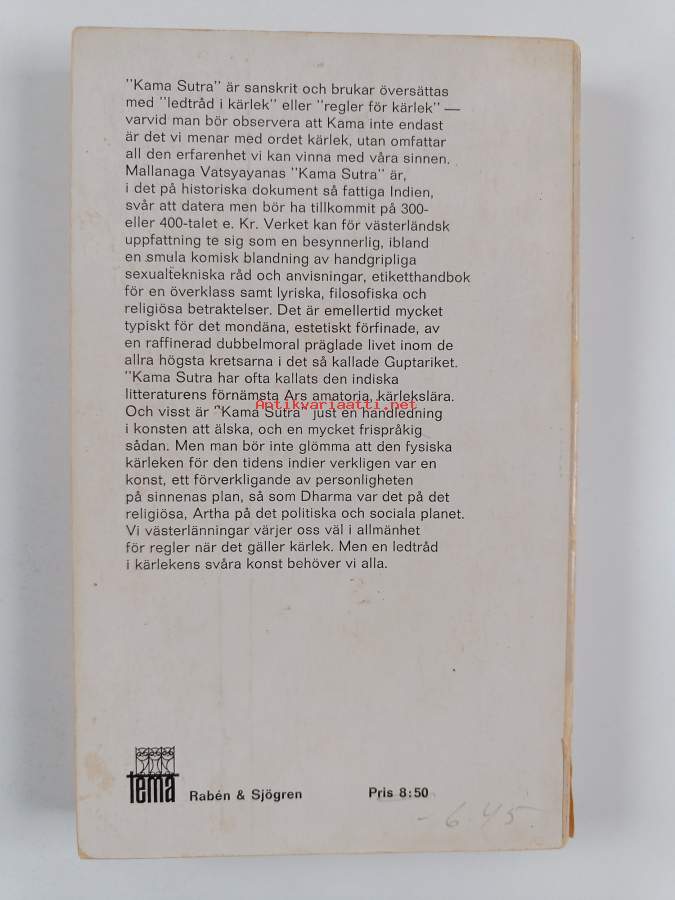 "Kama Sutra" är sanskrit och brukar översättas
med "ledtråd i kärlek" eller "regler för kärlek" —
varvid man bör observera att Kama inte endast
är det vi menar med ordet kärlek, utan omfattar
all den erfarenhet vi kan vinna med våra sinnen.
Mallanaga Vatsyayanas "Kama Sutra" är,
i det på historiska dokument så fattiga Indien,
svår att datera men bör ha tillkommit på 300-
eller 400-talet e. Kr. Verket kan för västerländsk
uppfattning te sig som en besynnerlig, ibland
en smula komisk blandning av handgripliga
sexualtekniska råd och anvisningar, etiketthandbok
för en överklass samt lyriska, filosofiska och
religiösa betraktelser. Det är emellertid mycket
typiskt för det mondäna, estetiskt förfinade, av
en raffinerad dubbelmoral präglade livet inom de
allra högsta kretsarna i det så kallade Guptariket.
"Kama Sutra har ofta kallats den indiska
litteraturens förnämsta Ars amatoria, kärlekslära.
Antikvariaatti.net
Och visst är "Kama Sutra" just en handledning
i konsten att älska, och en mycket frispråkig
sådan. Men man bör inte glömma att den fysiska
kärleken för den tidens indier verkligen var en
konst, ett förverkligande av personligheten
på sinnenas plan, så som Dharma var det på det
religiösa, Artha på det politiska och sociala planet.
Vi västerlänningar värjer oss väl i allmänhet
för regler när det gäller kärlek. Men en ledtråd
i kärlekens svåra konst behöver vi alla.
tema
Rabén & Sjögren Pris 8:50
- 6.45